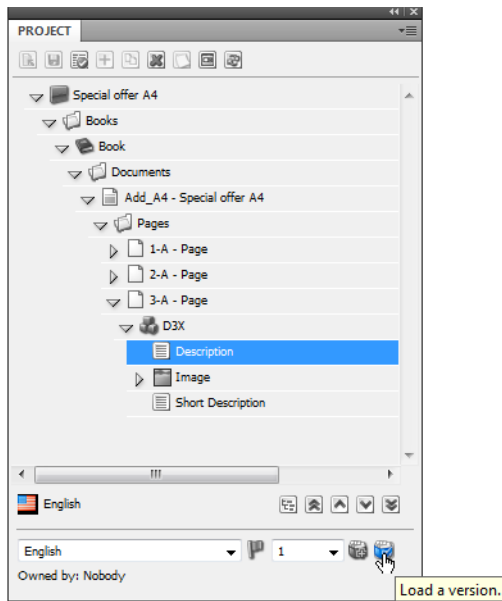 PROJECT
Special offer A4
Books
Book
Documents
Add_A4 - Special offer A4
Pages
1-A - Page
2-A - Page
3-A - Page
D3X
Description
Image
Short Description
English
English 1
Owned by: Nobody
Load a version.